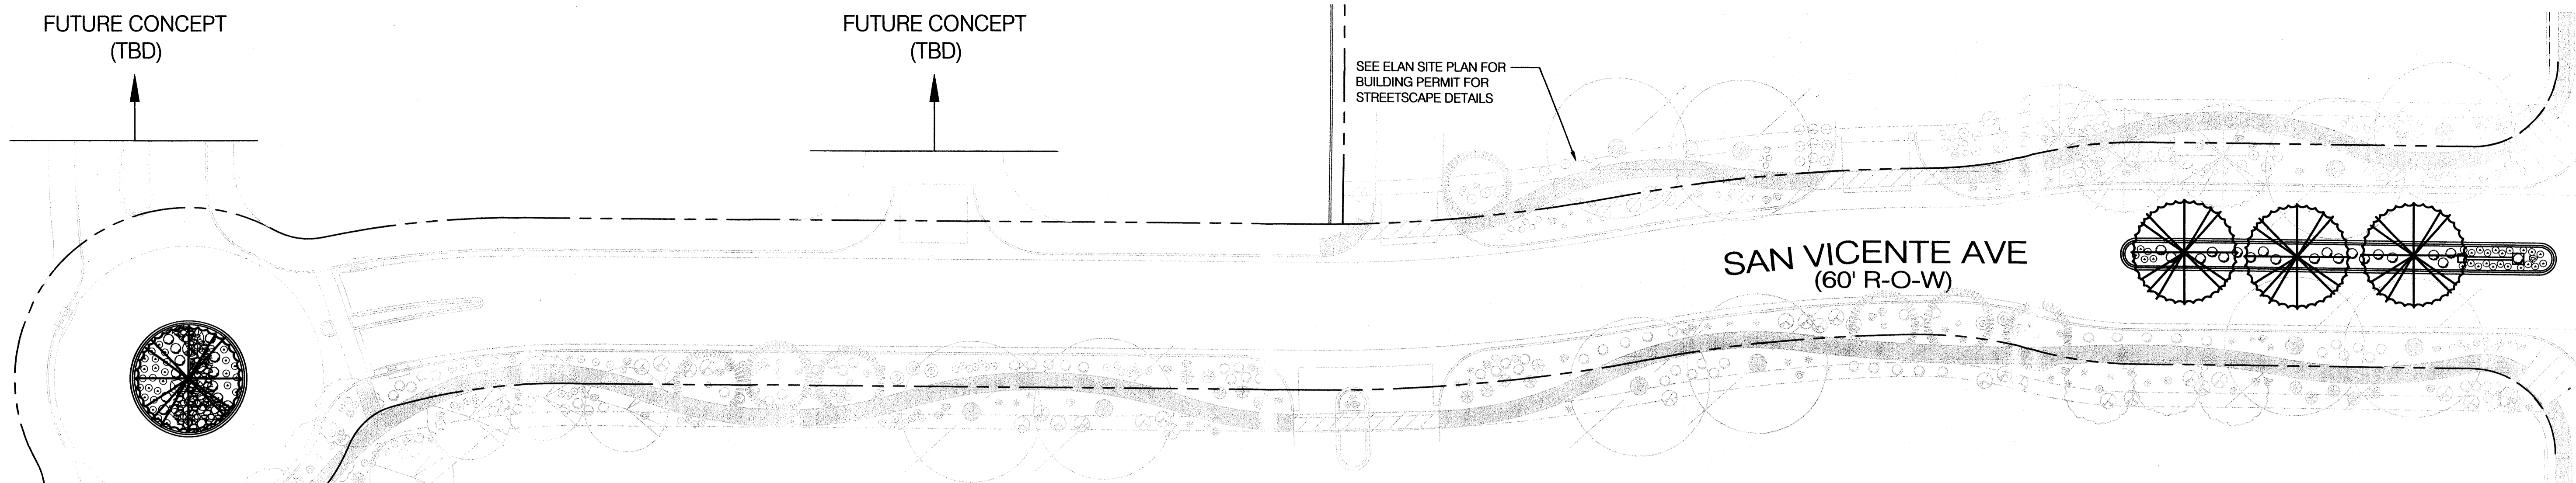 FUTURE CONCEPT
(TBD)
FUTURE CONCEPT
(TBD)
SEE ELAN SITE PLAN FOR
BUILDING PERMIT FOR
STREETSCAPE DETAILS
SAN VICENTE AVE
(60' R-O-W)